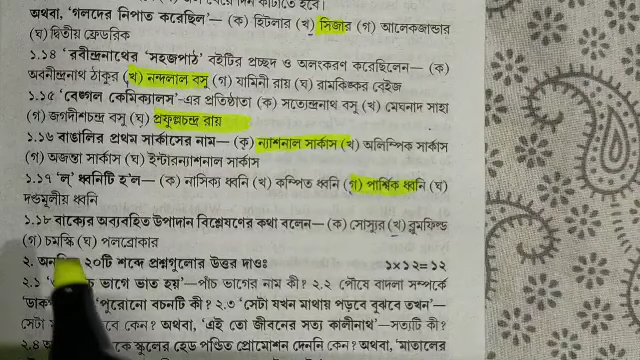 অথবা, 'গলদের নিপাত করেছিল'— (ক) হিটলার (খ) সিজার (গ) আলেকজান্ডার
(ঘ) দ্বিতীয় ফ্রেডরিক
১.১৪ 'রবীন্দ্রনাথের 'সহজপাঠ' বইটির প্রচ্ছদ ও অলংকরণ করেছিলেন— (ক)
অবনীন্দ্রনাথ ঠাকুর (খ) নন্দলাল বসু (গ) যামিনী রায় (ঘ) রামকিঙ্কর বেইজ
১.১৫ 'বেঙ্গল কেমিক্যালস'-এর প্রতিষ্ঠাতা (ক) সত্যেন্দ্রনাথ বসু (খ) মেঘনাদ সাহা
(গ) জগদীশচন্দ্র বসু (ঘ) প্রফুল্লচন্দ্র রায়
১.১৬ বাঙালির প্রথম সার্কাসের নাম— (ক) ন্যাশনাল সার্কাস (খ) অলিম্পিক সার্কাস
(গ) অজন্তা সার্কাস (ঘ) ইন্টারন্যাশনাল সার্কাস
১.১৭ 'ল্' ধ্বনিটি হ'ল— (ক) নাসিক্য ধ্বনি (খ) কম্পিত ধ্বনি (গ) পার্শ্বিক ধ্বনি (ঘ)
দন্তমূলীয় ধ্বনি
১.১৮ বাক্যের অব্যবহিত উপাদান বিশ্লেষণের কথা বলেন— (ক) সোস্যুর (খ) ব্লুমফিল্ড
(গ) চমস্কি (ঘ) পলব্রোকার
২. ২০টি শব্দে প্রশ্নগুলোর উত্তর দাওঃ ১×১২=১২
২.১ ভাগে ভাত হয়'— পাঁচ ভাগের নাম কী? ২.২ পৌষে বাদলা সম্পর্কে
'ডাক পুরোনো বচনটি কী? ২.৩ 'সেটা যখন মাথায় পড়বে বুঝবে তখন'—
সেটা বে কেন? অথবা, 'এই তো জীবনের সত্য কালীনাথ'— সত্যটি কী?
২.৪ কে স্কুলের হেড পণ্ডিত প্রোমোশন দেননি কেন? অথবা, 'মাতালের